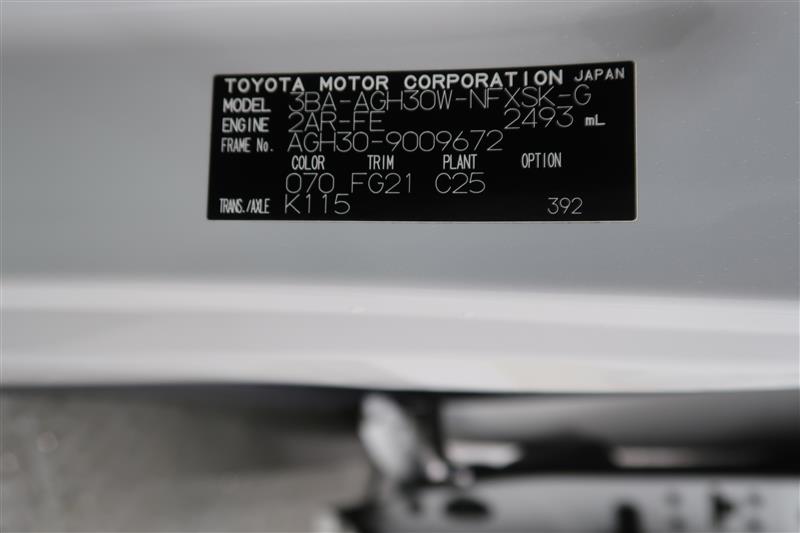 TOYOTA MOTOR CORPORATION JAPAN
MODEL 3BA-AGH30W-NFXSK-G
ENGINE 2AR-FE 2493 mL
FRAME No. AGH30-9009672
COLOR TRIM PLANT OPTION
070 FG21 C25
TRANS./AXLE K115 392